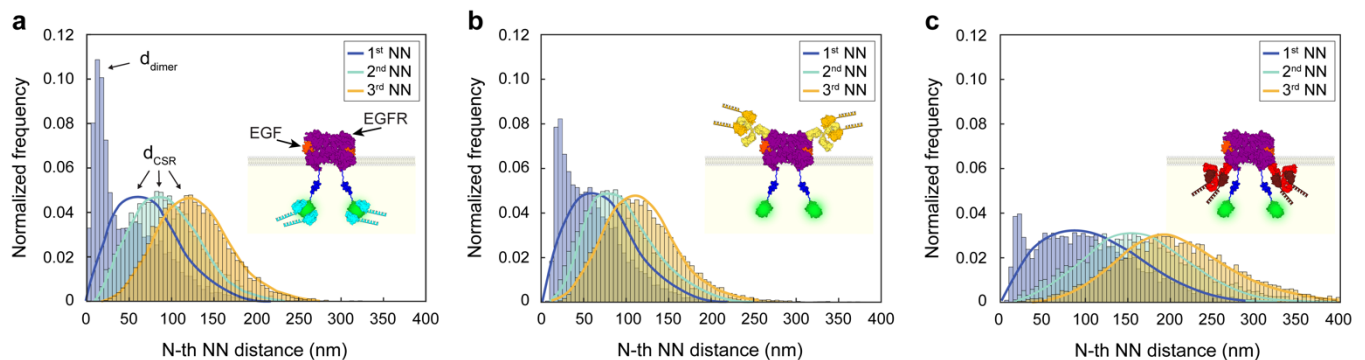 a
0.12
0.10
0.08
0.06
0.04
0.02
0
Normalized frequency
d_dimer
d_CSR
1st NN
2nd NN
3rd NN
EGF
EGFR
0 50 100 150 200 250 300 350 400
N-th NN distance (nm)
b
0.12
0.10
0.08
0.06
0.04
0.02
0
Normalized frequency
1st NN
2nd NN
3rd NN
0 50 100 150 200 250 300 350 400
N-th NN distance (nm)
c
0.12
0.10
0.08
0.06
0.04
0.02
0
Normalized frequency
1st NN
2nd NN
3rd NN
0 50 100 150 200 250 300 350 400
N-th NN distance (nm)